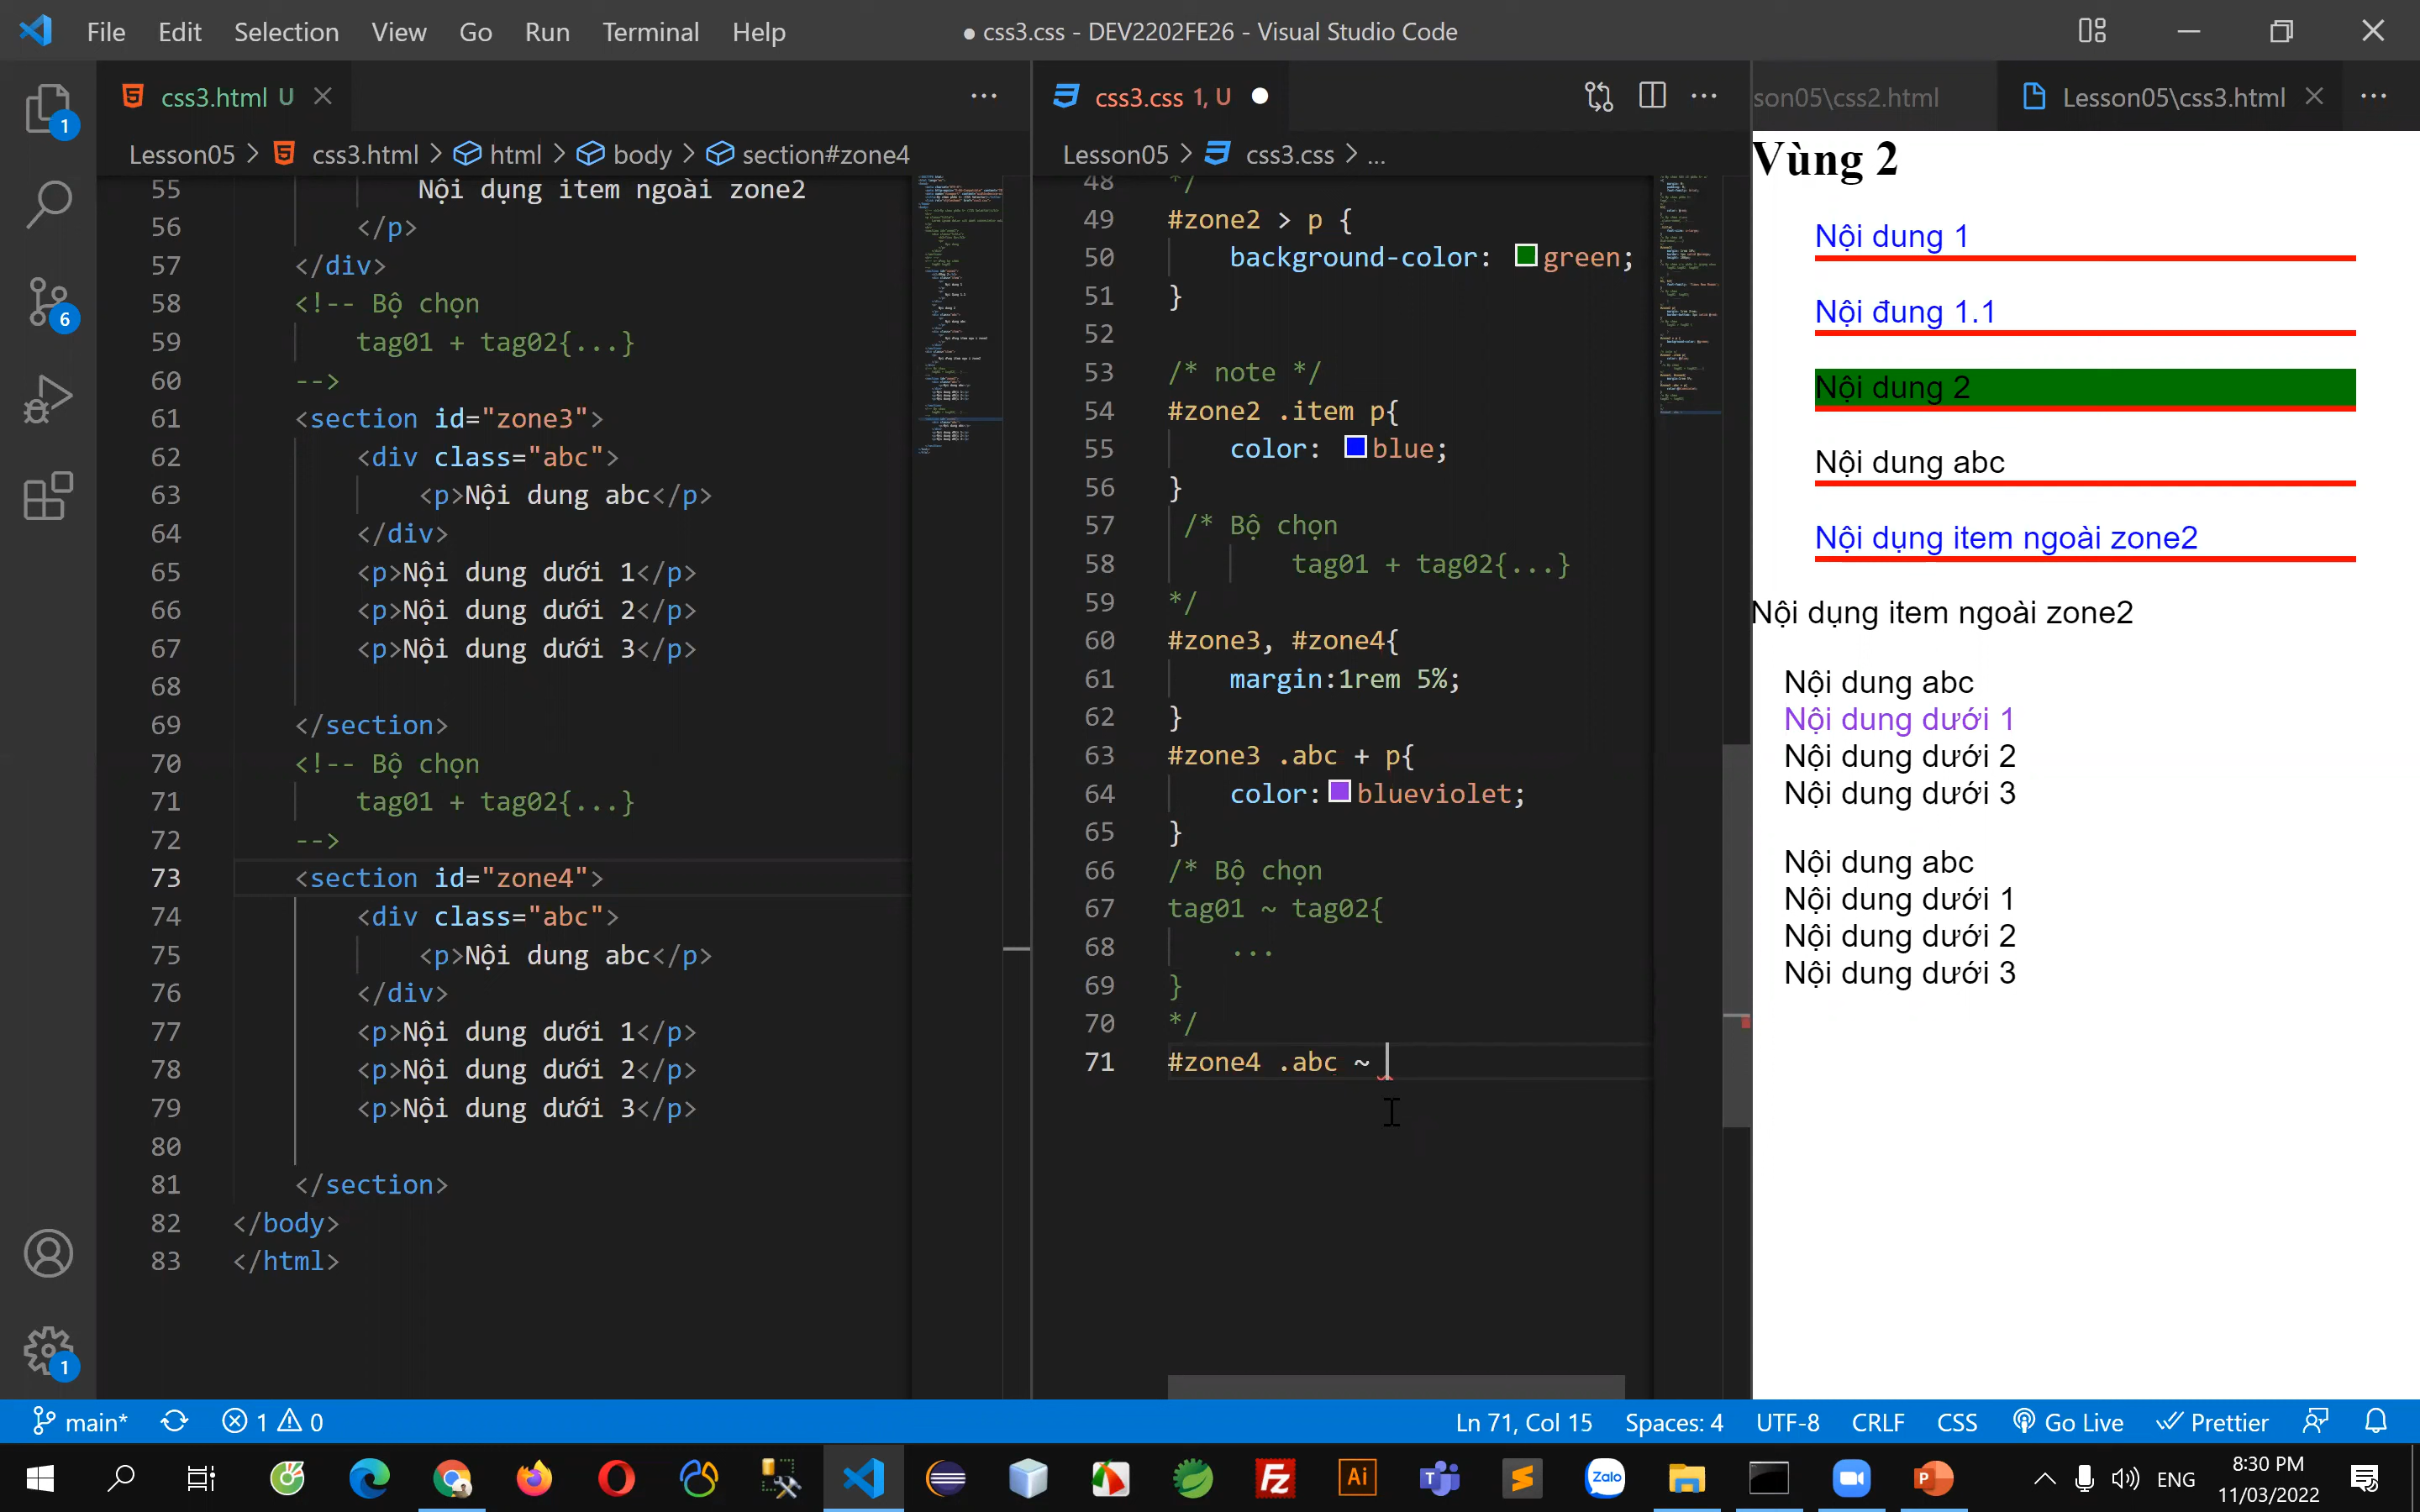 File Edit Selection View Go Run Terminal Help
● css3.css - DEV2202FE26 - Visual Studio Code
css3.html U
Lesson05 > css3.html > html > body > section#zone4
55 Nội dụng item ngoài zone2
56 </p>
57 </div>
58 <!-- Bộ chọn
59 tag01 + tag02{...}
60 -->
61 <section id="zone3">
62 <div class="abc">
63 <p>Nội dung abc</p>
64 </div>
65 <p>Nội dung dưới 1</p>
66 <p>Nội dung dưới 2</p>
67 <p>Nội dung dưới 3</p>
68
69 </section>
70 <!-- Bộ chọn
71 tag01 + tag02{...}
72 -->
73 <section id="zone4">
74 <div class="abc">
75 <p>Nội dung abc</p>
76 </div>
77 <p>Nội dung dưới 1</p>
78 <p>Nội dung dưới 2</p>
79 <p>Nội dung dưới 3</p>
80
81 </section>
82 </body>
83 </html>
css3.css 1, U
Lesson05 > css3.css > ...
48 */
49 #zone2 > p {
50 background-color: green;
51 }
52
53 /* note */
54 #zone2 .item p{
55 color: blue;
56 }
57 /* Bộ chọn
58 tag01 + tag02{...}
59 */
60 #zone3, #zone4{
61 margin:1rem 5%;
62 }
63 #zone3 .abc + p{
64 color: blueviolet;
65 }
66 /* Bộ chọn
67 tag01 ~ tag02{
68 ...
69 }
70 */
71 #zone4 .abc ~
son05\css2.html
Lesson05\css3.html
Vùng 2
Nội dung 1
Nội đung 1.1
Nội dung 2
Nội dung abc
Nội dụng item ngoài zone2
Nội dụng item ngoài zone2
Nội dung abc
Nội dung dưới 1
Nội dung dưới 2
Nội dung dưới 3
Nội dung abc
Nội dung dưới 1
Nội dung dưới 2
Nội dung dưới 3
1
6
1
main* 1 0
Ln 71, Col 15 Spaces: 4 UTF-8 CRLF CSS Go Live Prettier
Fz Ai T S Zalo P
ENG
8:30 PM
11/03/2022